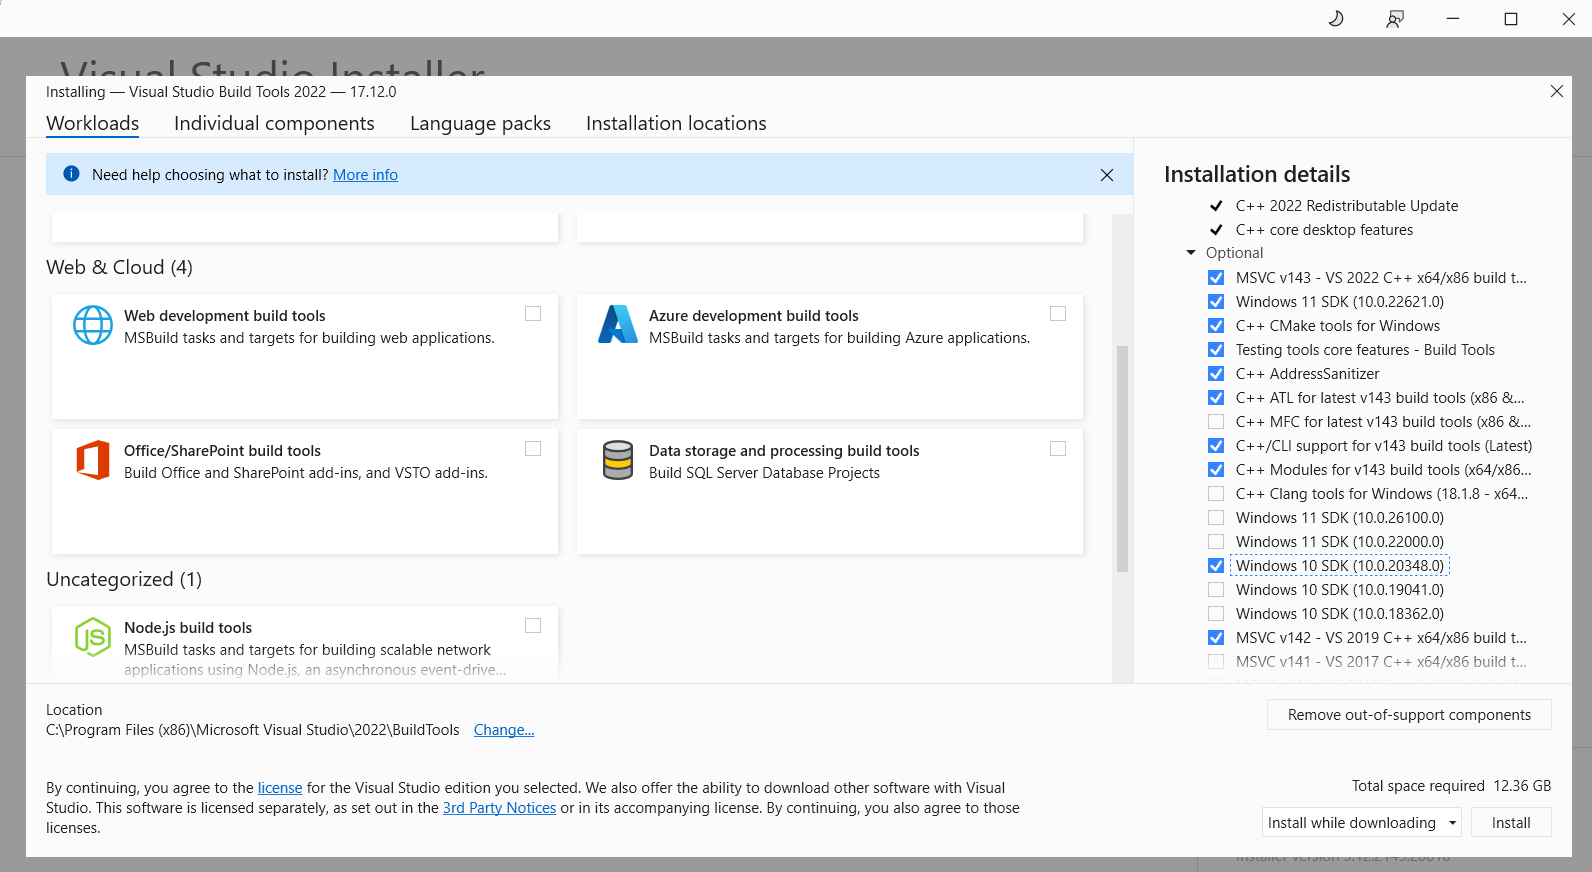 Visual Studio Installer
Installing — Visual Studio Build Tools 2022 — 17.12.0
Workloads
Individual components
Language packs
Installation locations
Need help choosing what to install? More info
Web & Cloud (4)
Web development build tools
MSBuild tasks and targets for building web applications.
Azure development build tools
MSBuild tasks and targets for building Azure applications.
Office/SharePoint build tools
Build Office and SharePoint add-ins, and VSTO add-ins.
Data storage and processing build tools
Build SQL Server Database Projects
Uncategorized (1)
Node.js build tools
MSBuild tasks and targets for building scalable network
applications using Node.js, an asynchronous event-drive...
Installation details
C++ 2022 Redistributable Update
C++ core desktop features
Optional
MSVC v143 - VS 2022 C++ x64/x86 build t...
Windows 11 SDK (10.0.22621.0)
C++ CMake tools for Windows
Testing tools core features - Build Tools
C++ AddressSanitizer
C++ ATL for latest v143 build tools (x86 &...
C++ MFC for latest v143 build tools (x86 &...
C++/CLI support for v143 build tools (Latest)
C++ Modules for v143 build tools (x64/x86...
C++ Clang tools for Windows (18.1.8 - x64...
Windows 11 SDK (10.0.26100.0)
Windows 11 SDK (10.0.22000.0)
Windows 10 SDK (10.0.20348.0)
Windows 10 SDK (10.0.19041.0)
Windows 10 SDK (10.0.18362.0)
MSVC v142 - VS 2019 C++ x64/x86 build t...
MSVC v141 - VS 2017 C++ x64/x86 build t...
Location
C:\Program Files (x86)\Microsoft Visual Studio\2022\BuildTools Change...
Remove out-of-support components
By continuing, you agree to the license for the Visual Studio edition you selected. We also offer the ability to download other software with Visual
Studio. This software is licensed separately, as set out in the 3rd Party Notices or in its accompanying license. By continuing, you also agree to those
licenses.
Total space required 12.36 GB
Install while downloading
Install